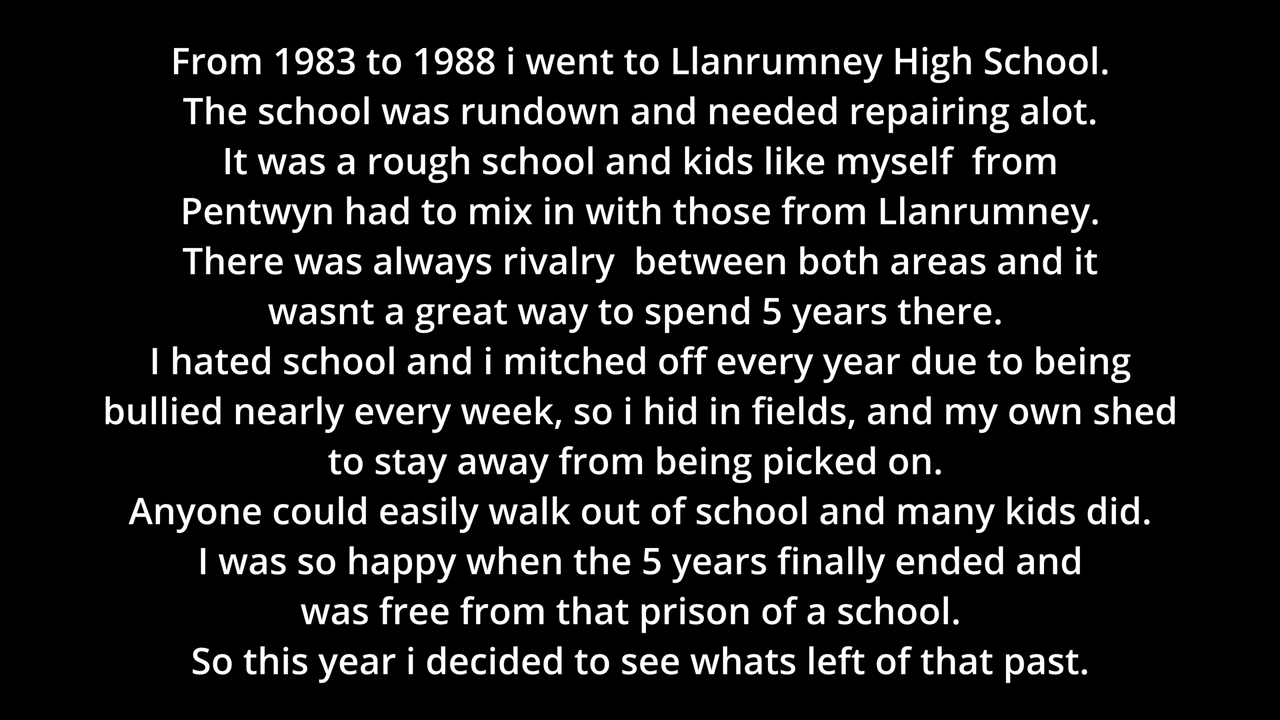 From 1983 to 1988 i went to Llanrumney High School.
The school was rundown and needed repairing alot.
It was a rough school and kids like myself  from
Pentwyn had to mix in with those from Llanrumney.
There was always rivalry  between both areas and it
wasnt a great way to spend 5 years there.
I hated school and i mitched off every year due to being
bullied nearly every week, so i hid in fields, and my own shed
to stay away from being picked on.
Anyone could easily walk out of school and many kids did.
I was so happy when the 5 years finally ended and
was free from that prison of a school.
So this year i decided to see whats left of that past.